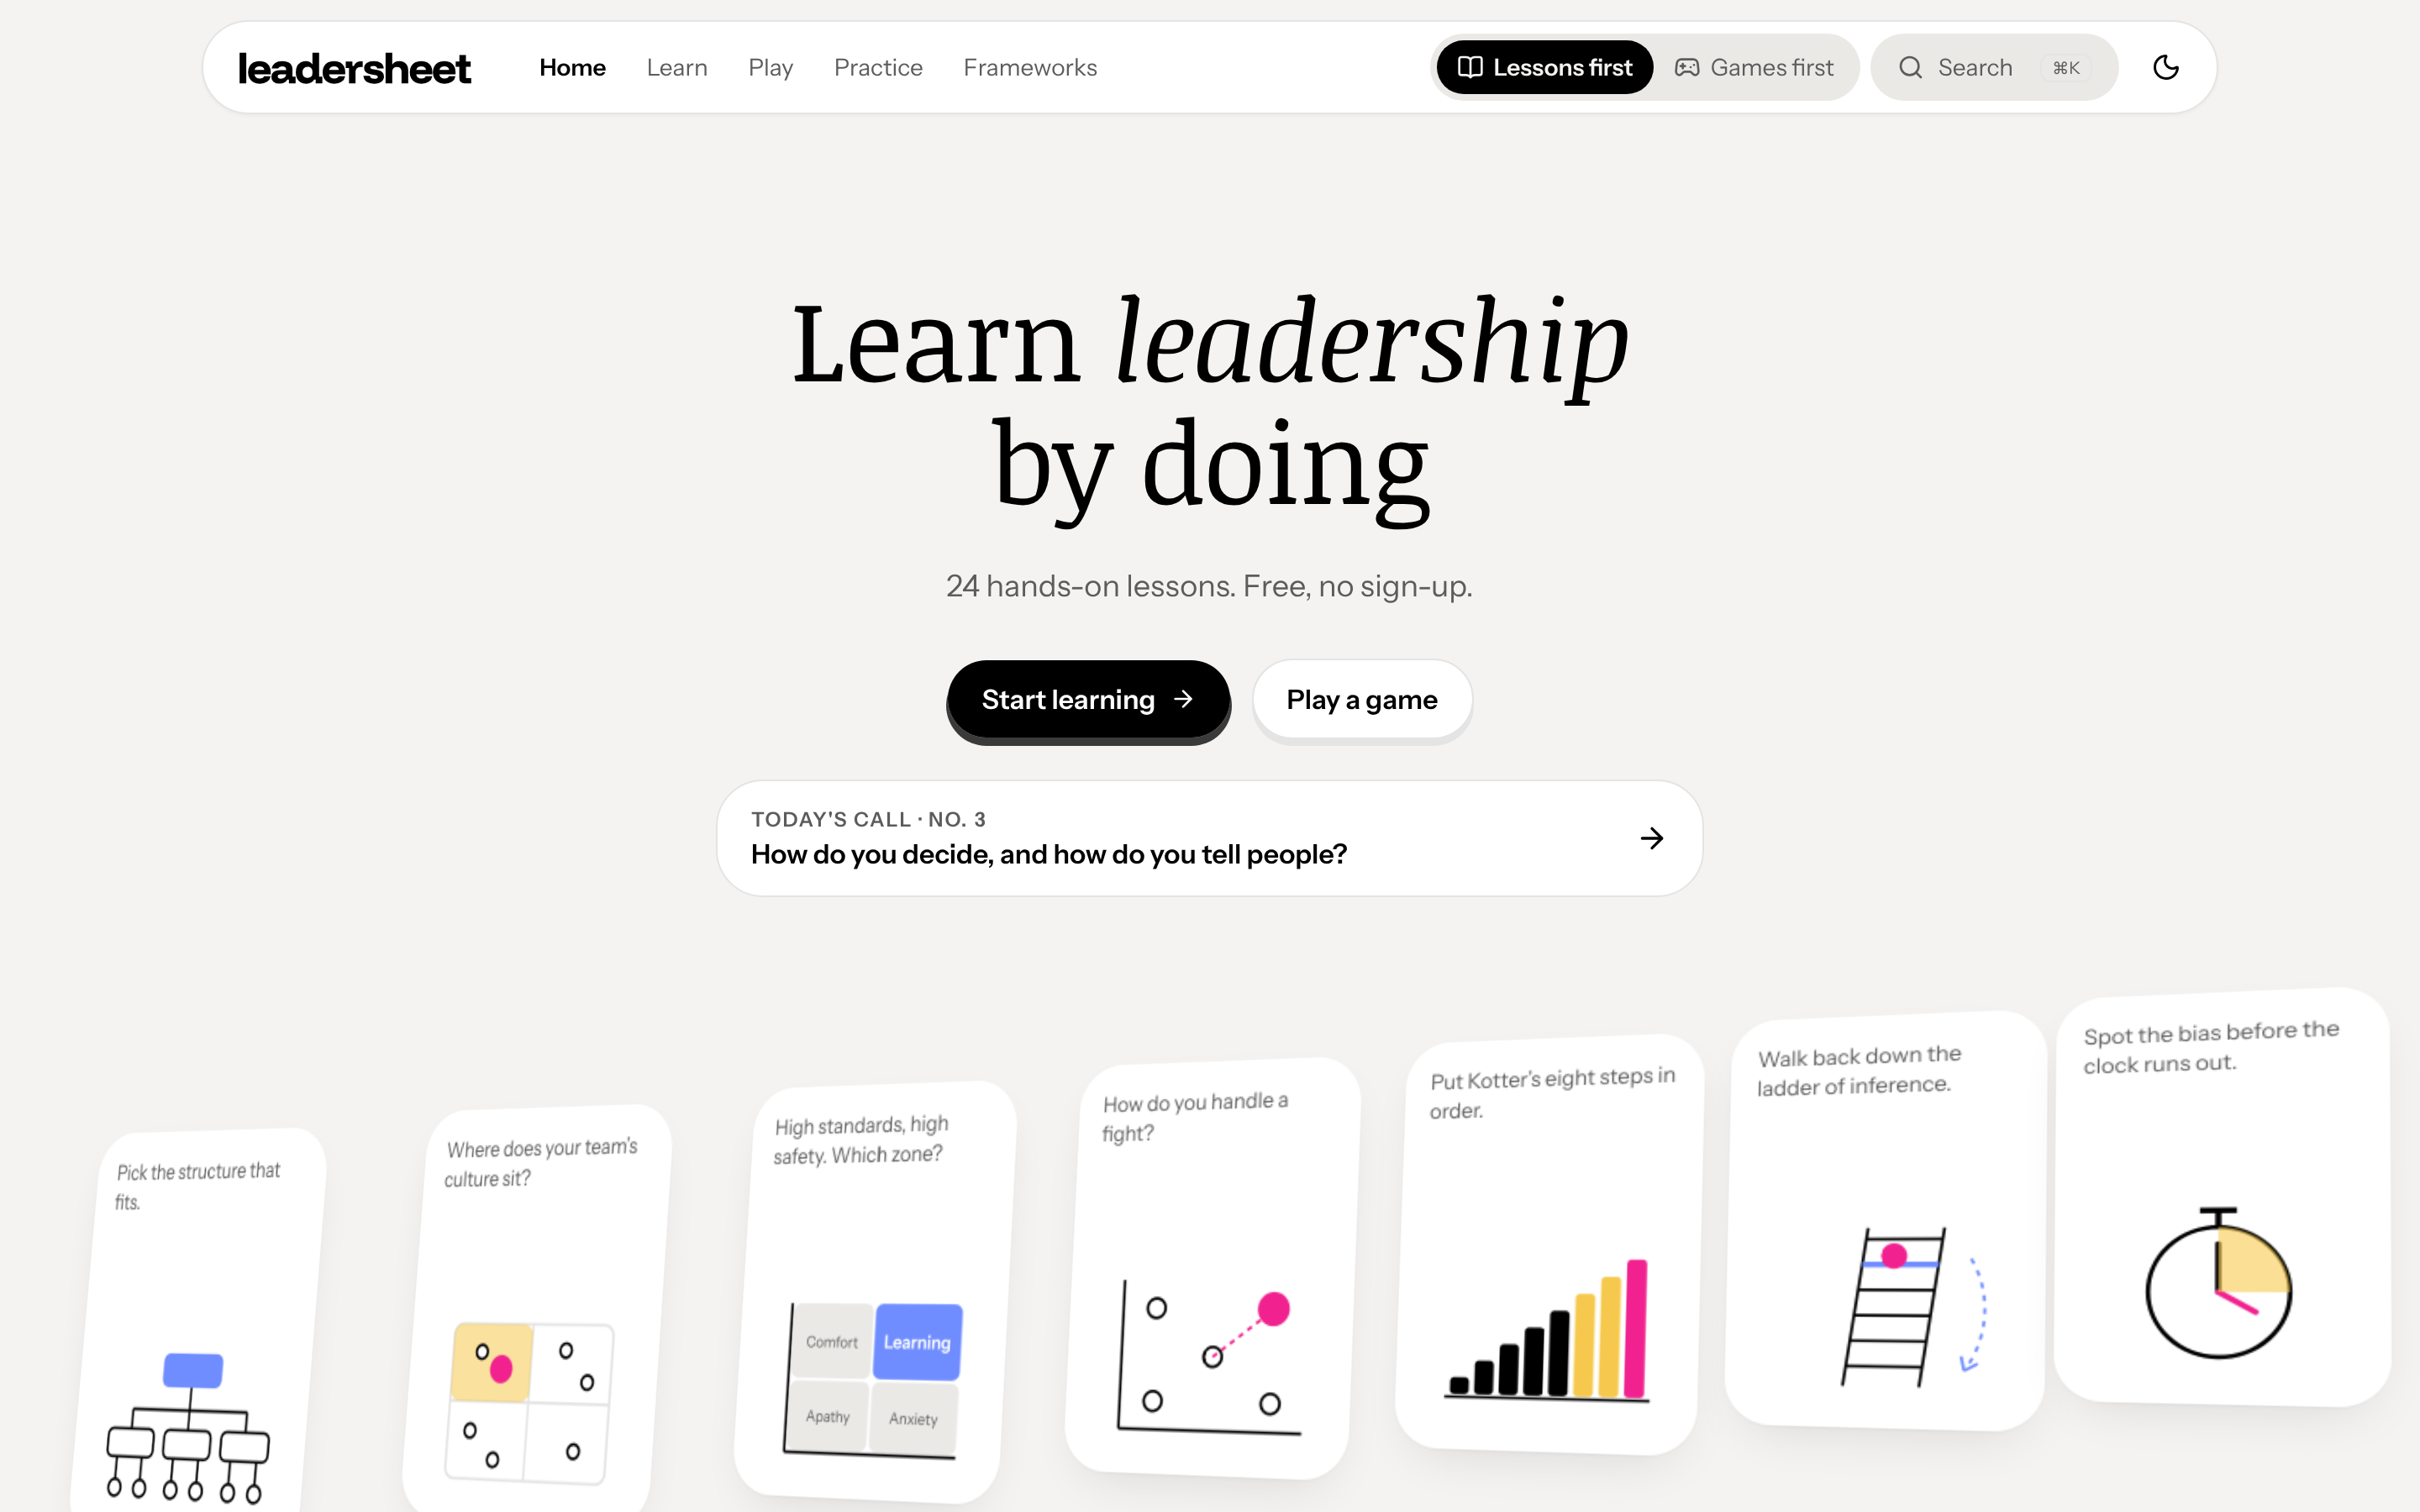 leadersheet
Home
Learn
Play
Practice
Frameworks
Lessons first
Games first
Search
⌘K
Learn leadership
by doing
24 hands-on lessons. Free, no sign-up.
Start learning
Play a game
TODAY'S CALL · NO. 3
How do you decide, and how do you tell people?
Pick the structure that
fits.
Where does your team's
culture sit?
High standards, high
safety. Which zone?
Comfort
Learning
Apathy
Anxiety
How do you handle a
fight?
Put Kotter's eight steps in
order.
Walk back down the
ladder of inference.
Spot the bias before the
clock runs out.